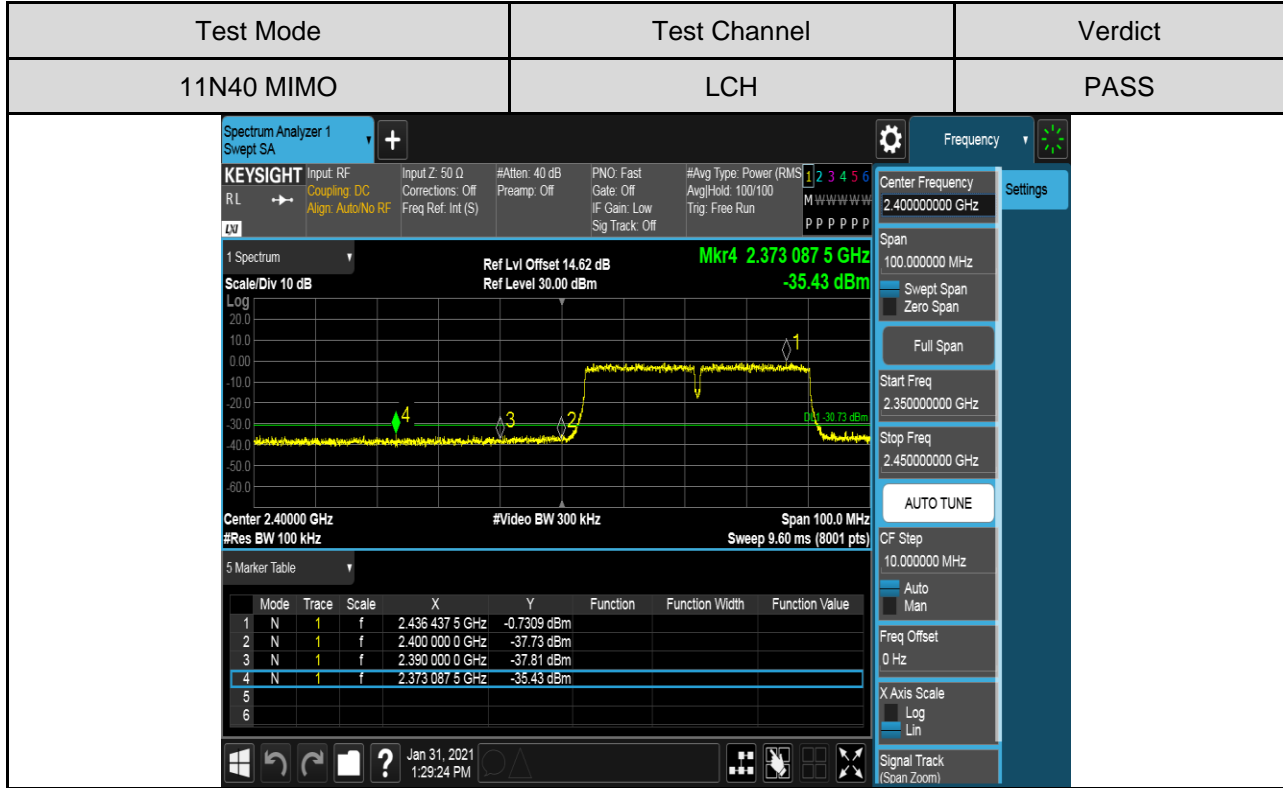 Test Mode Test Channel Verdict
11N40 MIMO LCH PASS
Spectrum Analyzer 1
Swept SA
+
Frequency
KEYSIGHT
RL
LXI
Input: RF
Coupling: DC
Align: Auto/No RF
Input Z: 50 Ω
Corrections: Off
Freq Ref: Int (S)
#Atten: 40 dB
Preamp: Off
PNO: Fast
Gate: Off
IF Gain: Low
Sig Track: Off
#Avg Type: Power (RMS
Avg|Hold: 100/100
Trig: Free Run
1 2 3 4 5 6
M W W W W W
P P P P P P
1 Spectrum
Scale/Div 10 dB
Ref Lvl Offset 14.62 dB
Ref Level 30.00 dBm
Mkr4 2.373 087 5 GHz
-35.43 dBm
Log
20.0
10.0
0.00
-10.0
-20.0
-30.0
-40.0
-50.0
-60.0
1
4
3
2
DL1 -30.73 dBm
Center 2.40000 GHz
#Res BW 100 kHz
#Video BW 300 kHz
Span 100.0 MHz
Sweep 9.60 ms (8001 pts)
5 Marker Table
Mode Trace Scale X Y Function Function Width Function Value
1 N 1 f 2.436 437 5 GHz -0.7309 dBm
2 N 1 f 2.400 000 0 GHz -37.73 dBm
3 N 1 f 2.390 000 0 GHz -37.81 dBm
4 N 1 f 2.373 087 5 GHz -35.43 dBm
5
6
?
Jan 31, 2021
1:29:24 PM
Settings
Center Frequency
2.400000000 GHz
Span
100.000000 MHz
Swept Span
Zero Span
Full Span
Start Freq
2.350000000 GHz
Stop Freq
2.450000000 GHz
AUTO TUNE
CF Step
10.000000 MHz
Auto
Man
Freq Offset
0 Hz
X Axis Scale
Log
Lin
Signal Track
(Span Zoom)